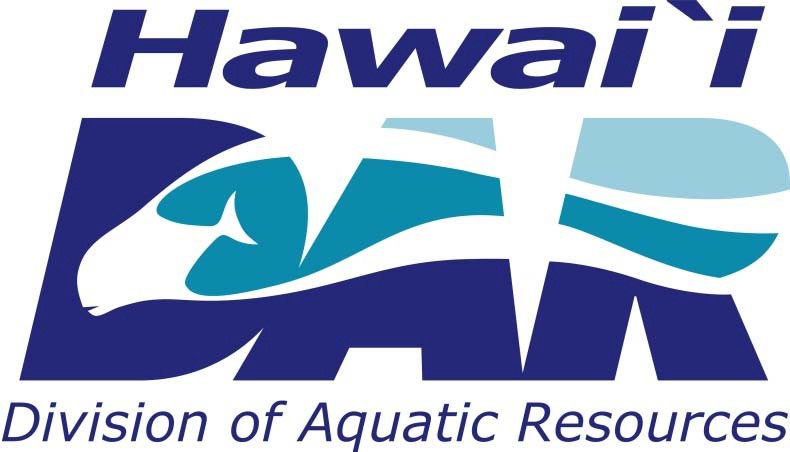 Hawai`i
DAR
Division of Aquatic Resources